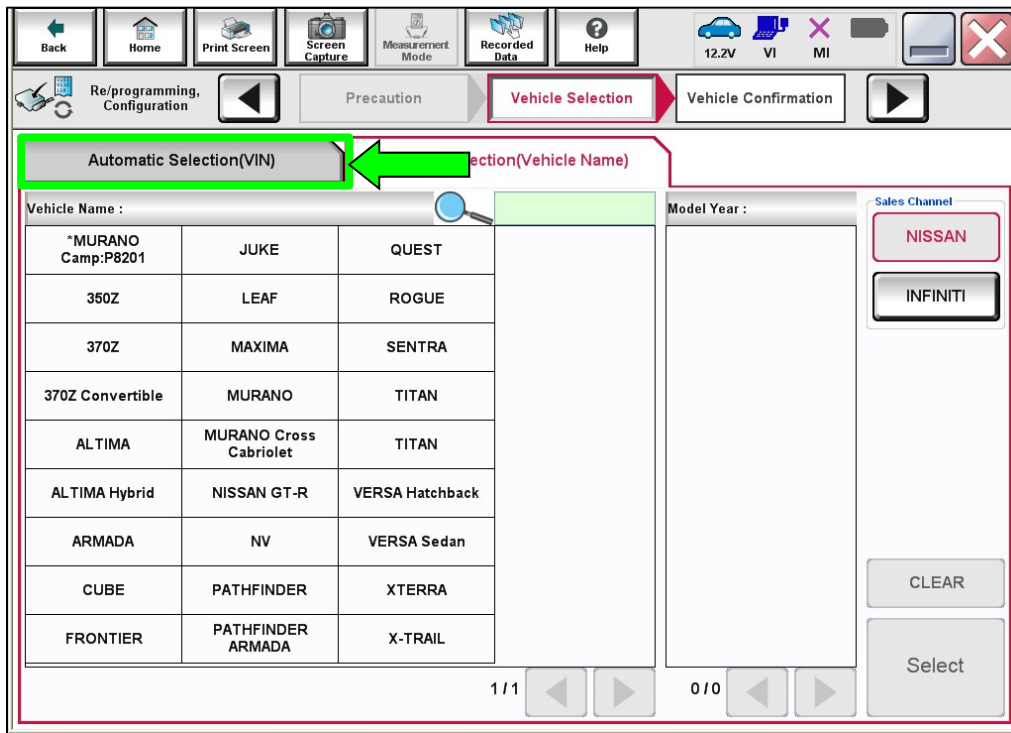 Back
Home
Print Screen
Screen
Capture
Measurement
Mode
Recorded
Data
Help
12.2V
VI
MI
Re/programming,
Configuration
Precaution
Vehicle Selection
Vehicle Confirmation
Automatic Selection(VIN)
ection(Vehicle Name)
Vehicle Name :
Model Year :
Sales Channel
*MURANO
Camp:P8201
JUKE
QUEST
NISSAN
350Z
LEAF
ROGUE
INFINITI
370Z
MAXIMA
SENTRA
370Z Convertible
MURANO
TITAN
ALTIMA
MURANO Cross
Cabriolet
TITAN
ALTIMA Hybrid
NISSAN GT-R
VERSA Hatchback
ARMADA
NV
VERSA Sedan
CUBE
PATHFINDER
XTERRA
CLEAR
FRONTIER
PATHFINDER
ARMADA
X-TRAIL
Select
1/1
0/0